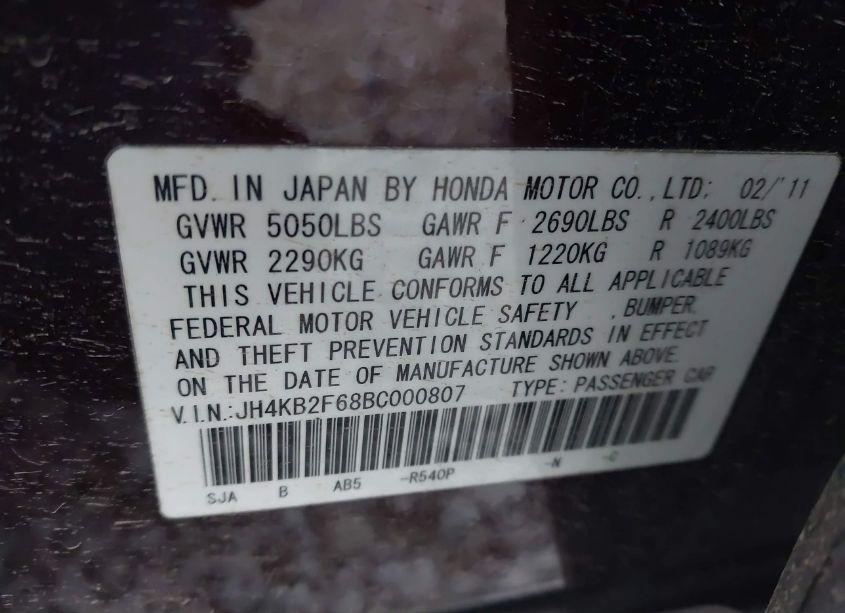 MFD. IN JAPAN BY HONDA MOTOR CO.,LTD: 02/'11
GVWR 5050LBS GAWR F 2690LBS R 2400LBS
GVWR 2290KG GAWR F 1220KG R 1089KG
THIS VEHICLE CONFORMS TO ALL APPLICABLE
FEDERAL MOTOR VEHICLE SAFETY , BUMPER,
AND THEFT PREVENTION STANDARDS IN EFFECT
ON THE DATE OF MANUFACTURE SHOWN ABOVE.
V.I.N.:JH4KB2F68BC000807 TYPE: PASSENGER CAR
SJA B AB5 -R540P -N -C